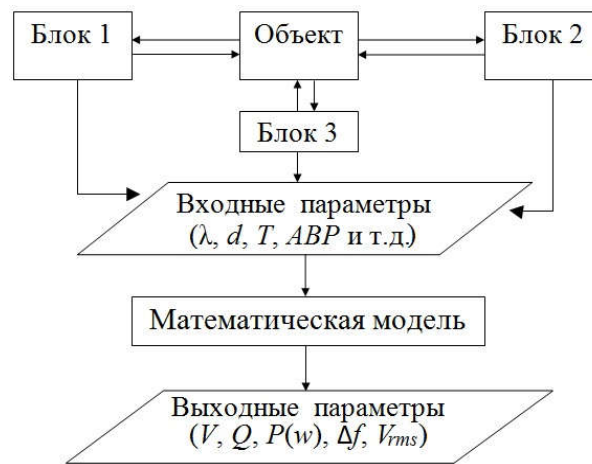 Блок 1
Объект
Блок 2
Блок 3
Входные параметры
(λ, d, T, ABP и т.д.)
Математическая модель
Выходные параметры
(V, Q, P(w), Δf, Vrms)